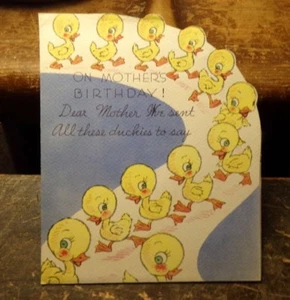 ON MOTHER'S
BIRTHDAY!
Dear Mother We sent
All these duckies to say